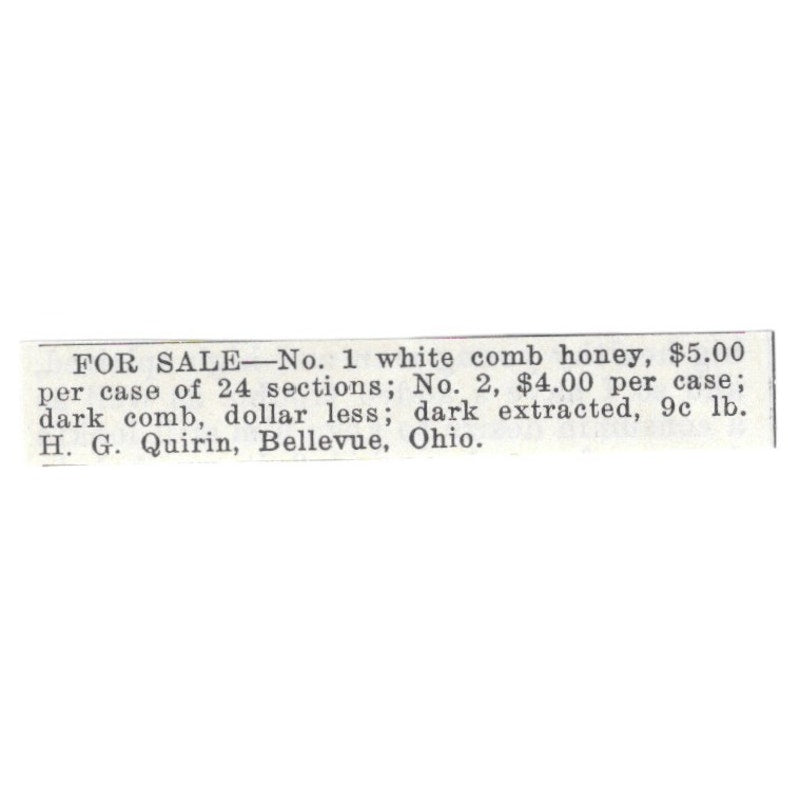 FOR SALE—No. 1 white comb honey, $5.00
per case of 24 sections; No. 2, $4.00 per case;
dark comb, dollar less; dark extracted, 9c lb.
H. G. Quirin, Bellevue, Ohio.